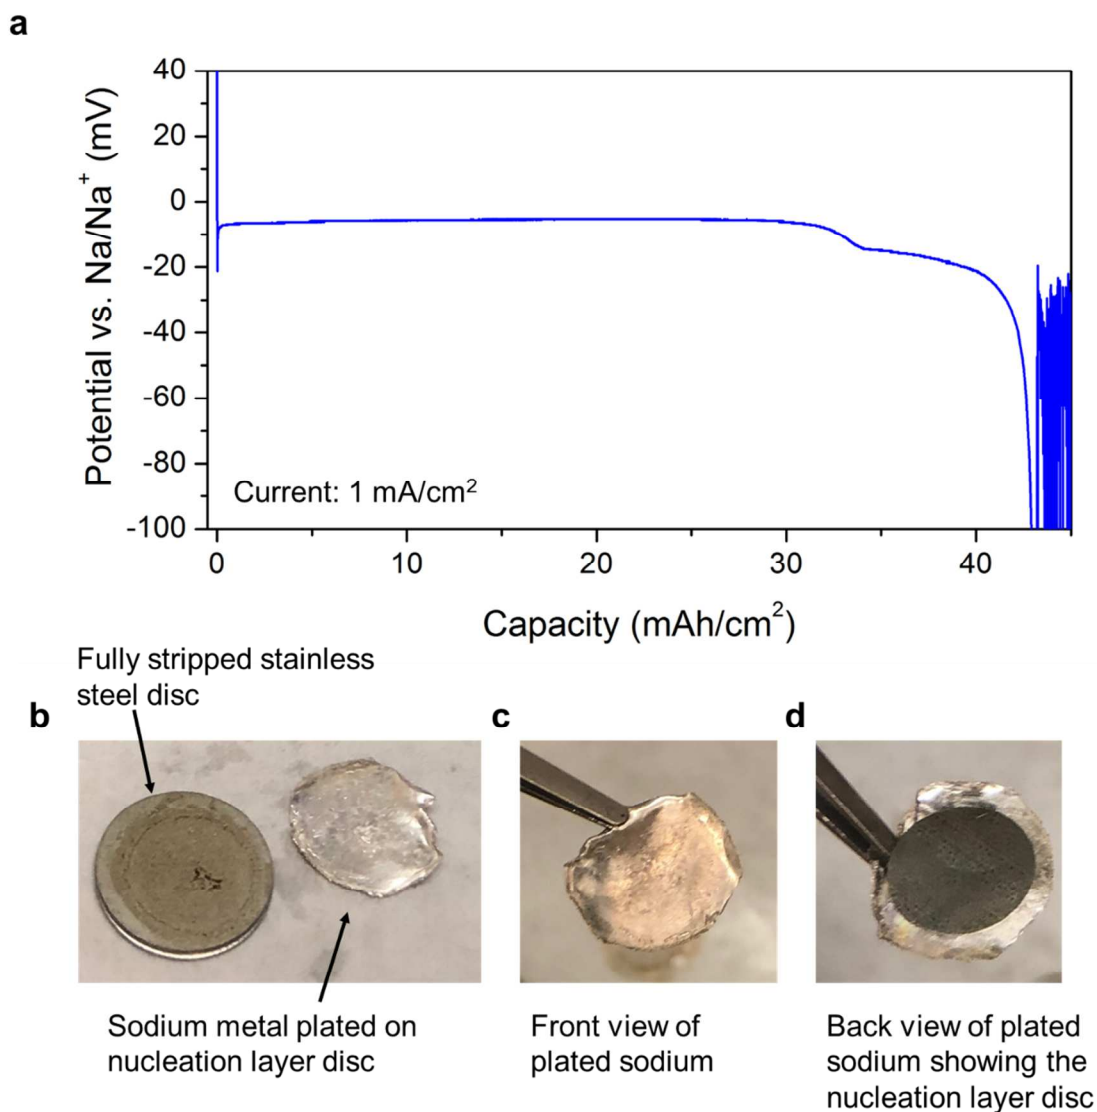 a
40
20
0
-20
-40
-60
-80
-100
Potential vs. Na/Na⁺ (mV)
Current: 1 mA/cm²
0 10 20 30 40
Capacity (mAh/cm²)
Fully stripped stainless
steel disc
b
c
d
Sodium metal plated on
nucleation layer disc
Front view of
plated sodium
Back view of plated
sodium showing the
nucleation layer disc